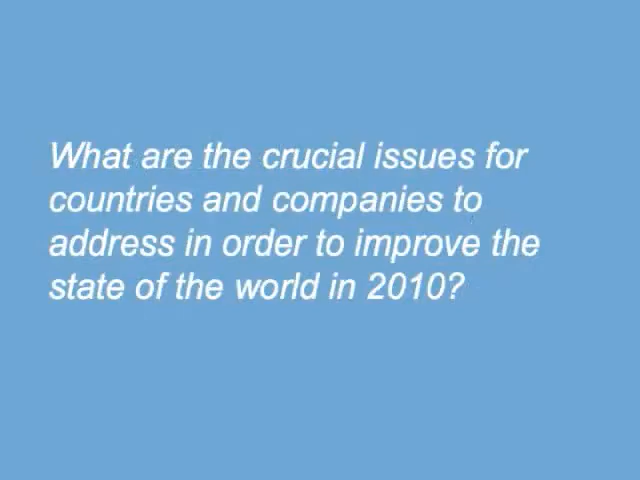 What are the crucial issues for
countries and companies to
address in order to improve the
state of the world in 2010?